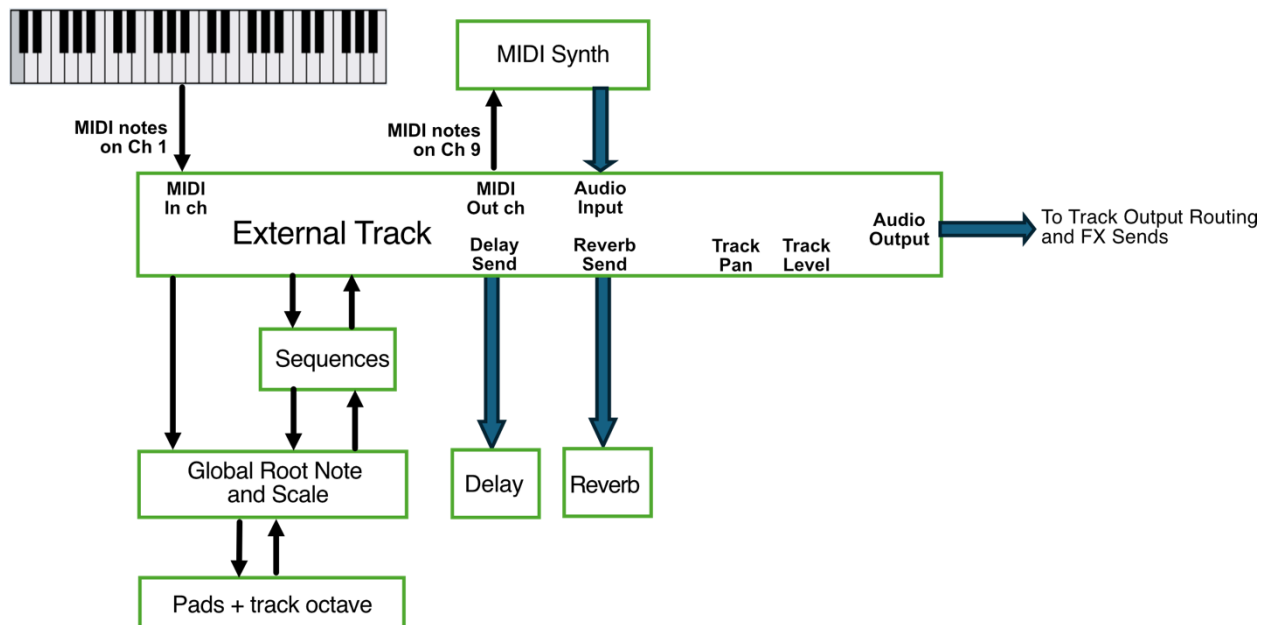 MIDI Synth
MIDI notes
on Ch 1
MIDI notes
on Ch 9
MIDI
In ch
MIDI
Out ch
Audio
Input
External Track
Delay
Send
Reverb
Send
Track
Pan
Track
Level
Audio
Output
To Track Output Routing
and FX Sends
Sequences
Global Root Note
and Scale
Delay
Reverb
Pads + track octave